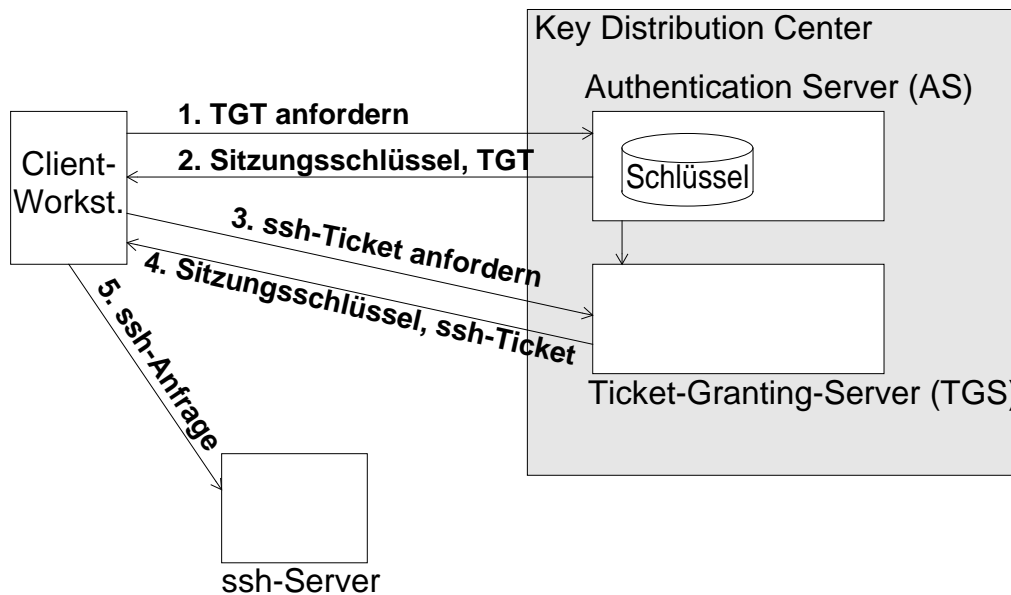 Key Distribution Center
Authentication Server (AS)
1. TGT anfordern
Client-
Workst.
2. Sitzungsschlüssel, TGT
Schlüssel
3. ssh-Ticket anfordern
4. Sitzungsschlüssel, ssh-Ticket
5. ssh-Anfrage
Ticket-Granting-Server (TGS)
ssh-Server